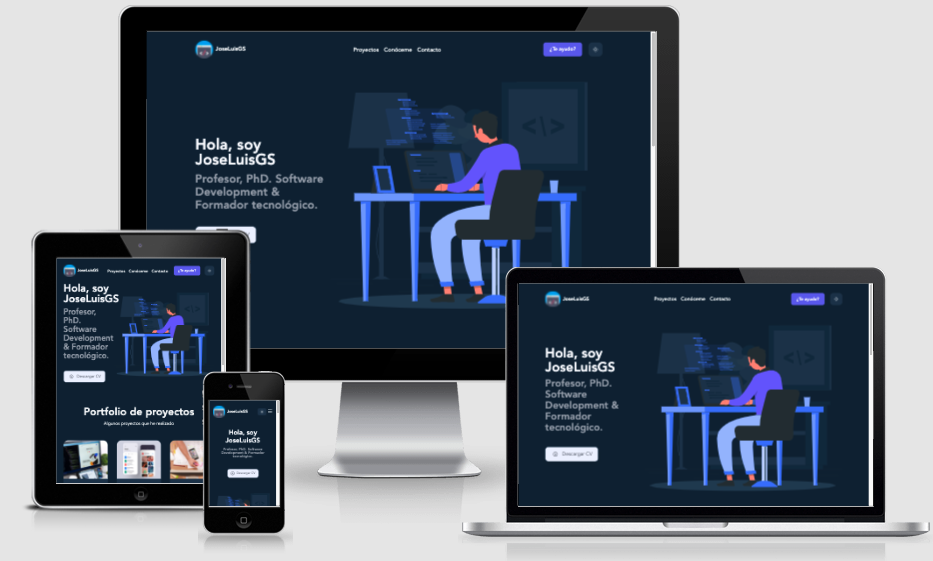 JoseLuisGS
Proyectos Conóceme Contacto
¿Te ayudo?
Hola, soy
JoseLuisGS
Profesor, PhD. Software
Development &
Formador tecnológico.
</>
JoseLuisGS
Proyectos Conóceme Contacto
¿Te ayudo?
Hola, soy
JoseLuisGS
Profesor,
PhD.
Software
Development
& Formador
tecnológico.
Descargar CV
Portfolio de proyectos
Algunos proyectos que he realizado
JoseLuisGS
Hola, soy
JoseLuisGS
Profesor, PhD. Software
Development & Formador
tecnológico.
Descargar CV
JoseLuisGS
Proyectos Conóceme Contacto
¿Te ayudo?
Hola, soy
JoseLuisGS
Profesor, PhD.
Software
Development &
Formador
tecnológico.
Descargar CV
</>